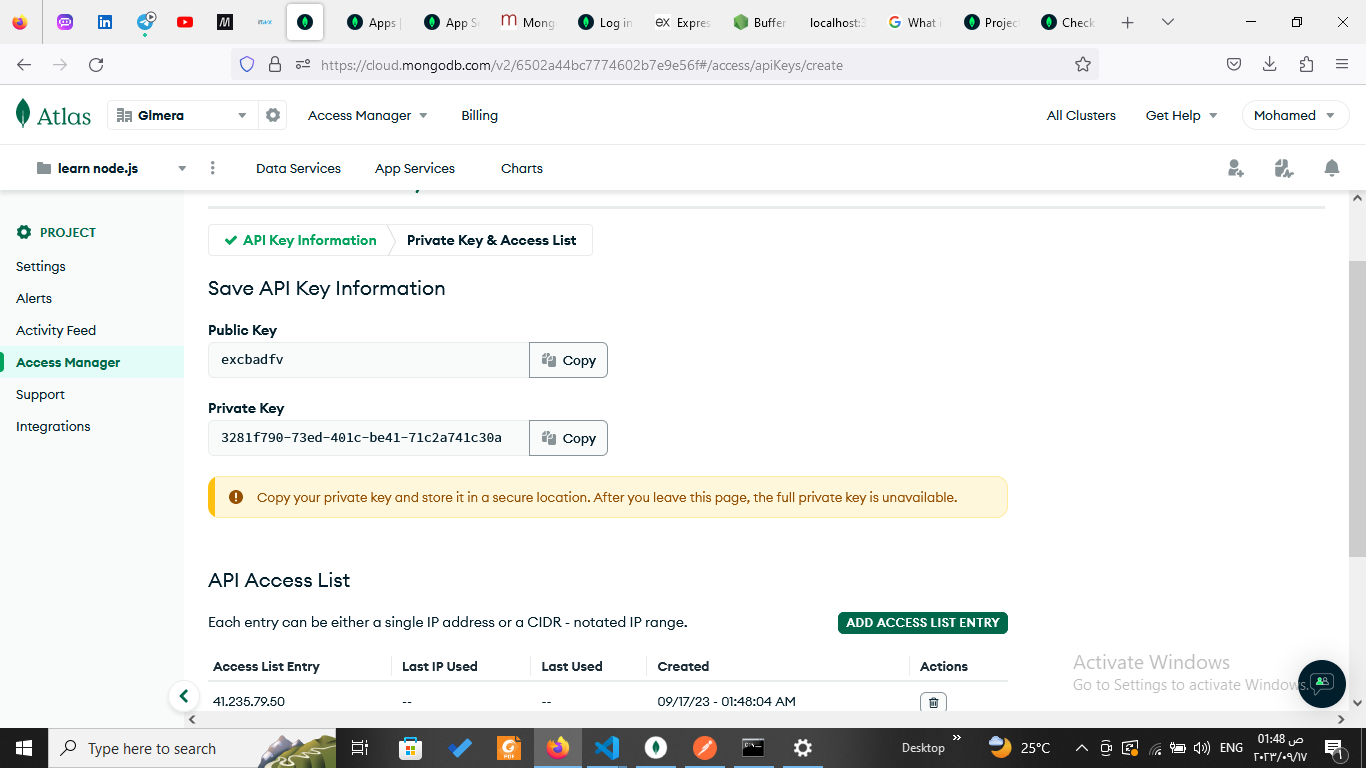 Apps
App Se
Mong
Log in
ex Expres
Buffer
localhost:3
What i
Project
Check
https://cloud.mongodb.com/v2/6502a44bc7774602b7e9e56f#/access/apiKeys/create
Atlas Glmera Access Manager Billing All Clusters Get Help Mohamed
learn node.js Data Services App Services Charts
PROJECT
Settings
Alerts
Activity Feed
Access Manager
Support
Integrations
API Key Information Private Key & Access List
Save API Key Information
Public Key
excbadfv Copy
Private Key
3281f790-73ed-401c-be41-71c2a741c30a Copy
Copy your private key and store it in a secure location. After you leave this page, the full private key is unavailable.
API Access List
Each entry can be either a single IP address or a CIDR - notated IP range. ADD ACCESS LIST ENTRY
Access List Entry Last IP Used Last Used Created Actions
41.235.79.50 -- -- 09/17/23 - 01:48:04 AM
Activate Windows
Go to Settings to activate Windows.
Type here to search
Desktop
25°C
ENG
01:48 ص
٢٠٢٣/٠٩/١٧
1